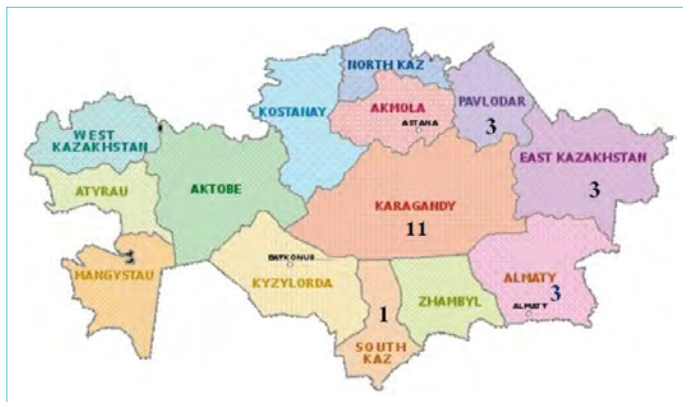 NORTH KAZ
KOSTANAY
AKMOLA
ASTANA
PAVLODAR
3
WEST
KAZAKHSTAN
EAST KAZAKHSTAN
3
ATYRAU
AKTOBE
KARAGANDY
11
MANGYSTAU
BAYKONUR
KYZYLORDA
ZHAMBYL
ALMATY
3
ALMATY
1
SOUTH
KAZ